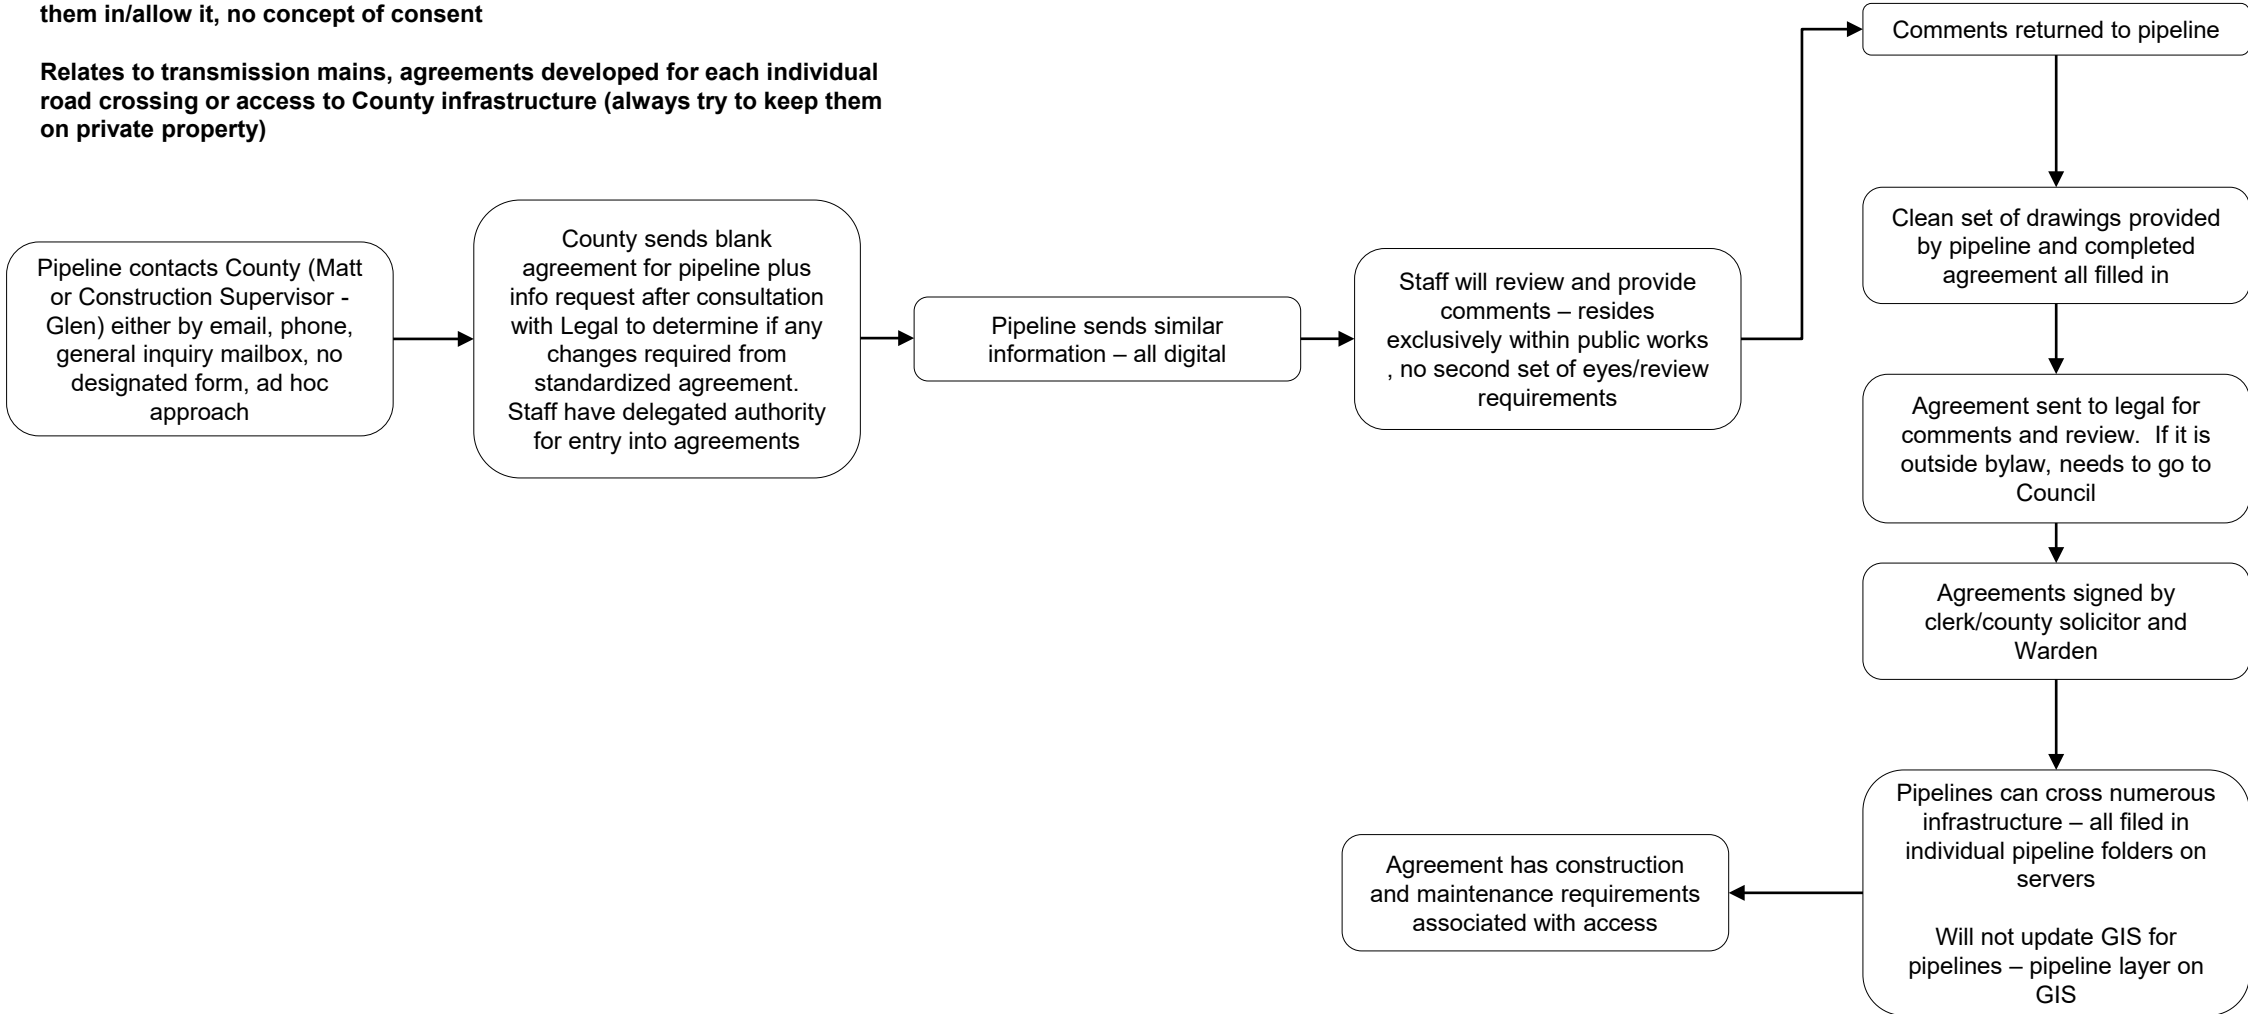 them in/allow it, no concept of consent
Relates to transmission mains, agreements developed for each individual
road crossing or access to County infrastructure (always try to keep them
on private property)
Pipeline contacts County (Matt
or Construction Supervisor -
Glen) either by email, phone,
general inquiry mailbox, no
designated form, ad hoc
approach
County sends blank
agreement for pipeline plus
info request after consultation
with Legal to determine if any
changes required from
standardized agreement.
Staff have delegated authority
for entry into agreements
Pipeline sends similar
information – all digital
Staff will review and provide
comments – resides
exclusively within public works
, no second set of eyes/review
requirements
Comments returned to pipeline
Clean set of drawings provided
by pipeline and completed
agreement all filled in
Agreement sent to legal for
comments and review.  If it is
outside bylaw, needs to go to
Council
Agreements signed by
clerk/county solicitor and
Warden
Pipelines can cross numerous
infrastructure – all filed in
individual pipeline folders on
servers
Will not update GIS for
pipelines – pipeline layer on
GIS
Agreement has construction
and maintenance requirements
associated with access